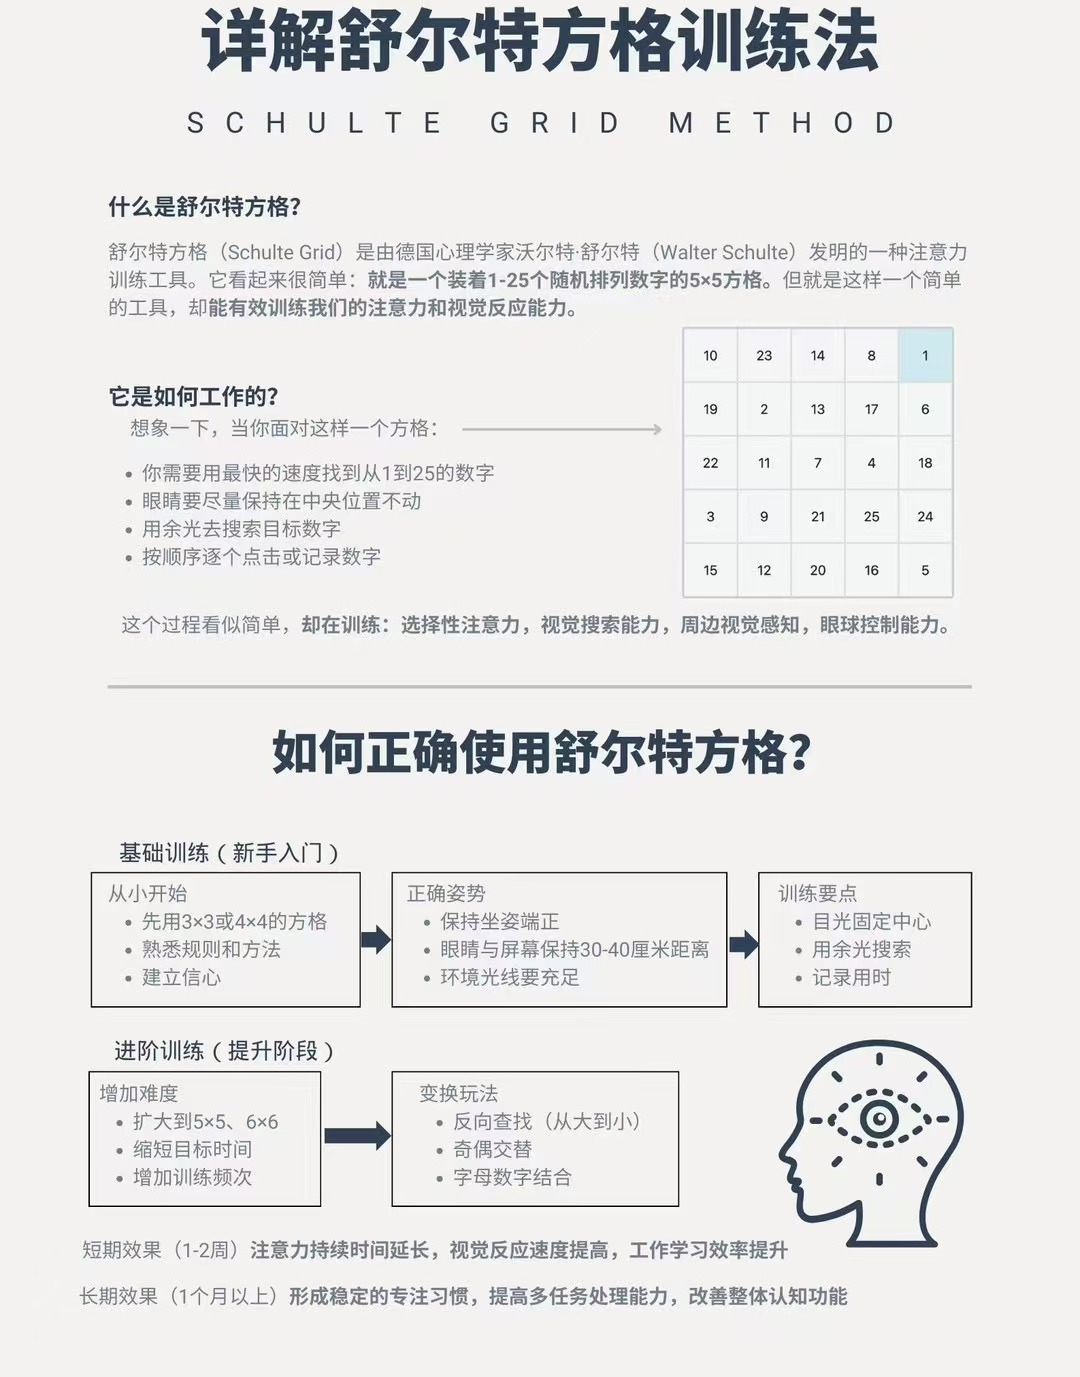 详解舒尔特方格训练法
SCHULTE GRID METHOD
什么是舒尔特方格？
舒尔特方格（Schulte Grid）是由德国心理学家沃尔特·舒尔特（Walter Schulte）发明的一种注意力
训练工具。它看起来很简单：就是一个装着1-25个随机排列数字的5×5方格。但就是这样一个简单
的工具，却能有效训练我们的注意力和视觉反应能力。
它是如何工作的？
想象一下，当你面对这样一个方格：
• 你需要用最快的速度找到从1到25的数字
• 眼睛要尽量保持在中央位置不动
• 用余光去搜索目标数字
• 按顺序逐个点击或记录数字
10 23 14 8 1
19 2 13 17 6
22 11 7 4 18
3 9 21 25 24
15 12 20 16 5
这个过程看似简单，却在训练：选择性注意力，视觉搜索能力，周边视觉感知，眼球控制能力。
如何正确使用舒尔特方格？
基础训练（新手入门）
从小开始
• 先用3×3或4×4的方格
• 熟悉规则和方法
• 建立信心
正确姿势
• 保持坐姿端正
• 眼睛与屏幕保持30-40厘米距离
• 环境光线要充足
训练要点
• 目光固定中心
• 用余光搜索
• 记录用时
进阶训练（提升阶段）
增加难度
• 扩大到5×5、6×6
• 缩短目标时间
• 增加训练频次
变换玩法
• 反向查找（从大到小）
• 奇偶交替
• 字母数字结合
短期效果（1-2周）注意力持续时间延长，视觉反应速度提高，工作学习效率提升
长期效果（1个月以上）形成稳定的专注习惯，提高多任务处理能力，改善整体认知功能